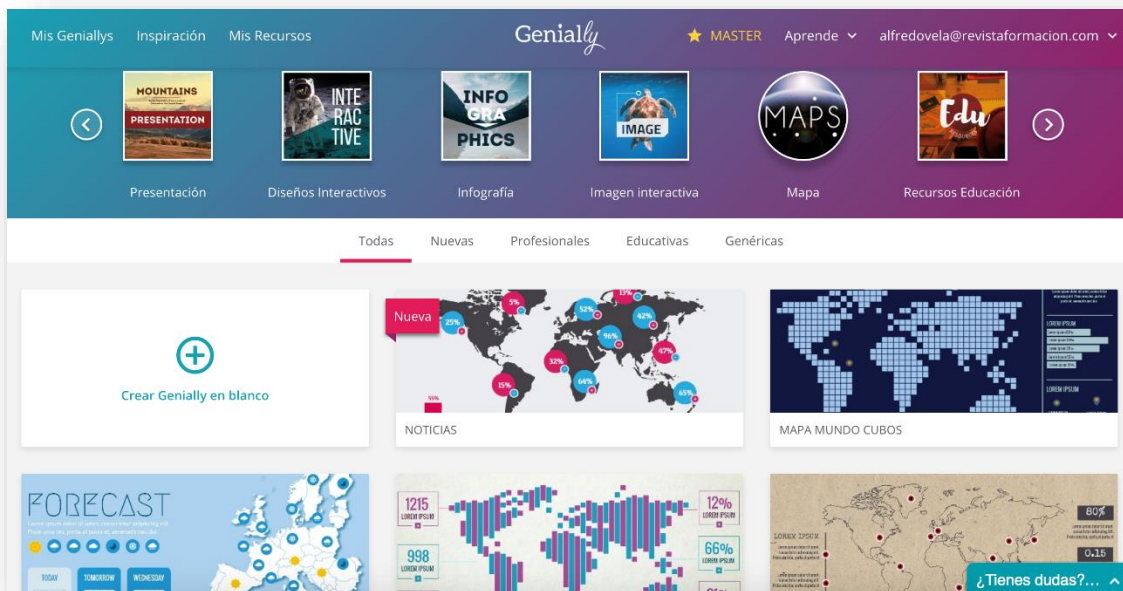 Mis Geniallys Inspiración Mis Recursos Genially MASTER Aprende alfredovela@revistaformacion.com
MOUNTAINS
PRESENTATION
INTE
RAC
TIVE
INFO
GRA
PHICS
IMAGE
MAPS
Edu
Presentación Diseños Interactivos Infografía Imagen interactiva Mapa Recursos Educación
Todas Nuevas Profesionales Educativas Genéricas
Crear Genially en blanco
Nueva
5%
13%
25%
52%
42%
96%
32%
47%
15%
64%
65%
55%
NOTICIAS
LOREM IPSUM
LOREM IPSUM
MAPA MUNDO CUBOS
FORECAST
TODAY TOMORROW WEDNESDAY
1215
LOREM IPSUM
998
LOREM IPSUM
12%
LOREM IPSUM
66%
LOREM IPSUM
LOREM IPSUM
80%
0.15
¿Tienes dudas?...